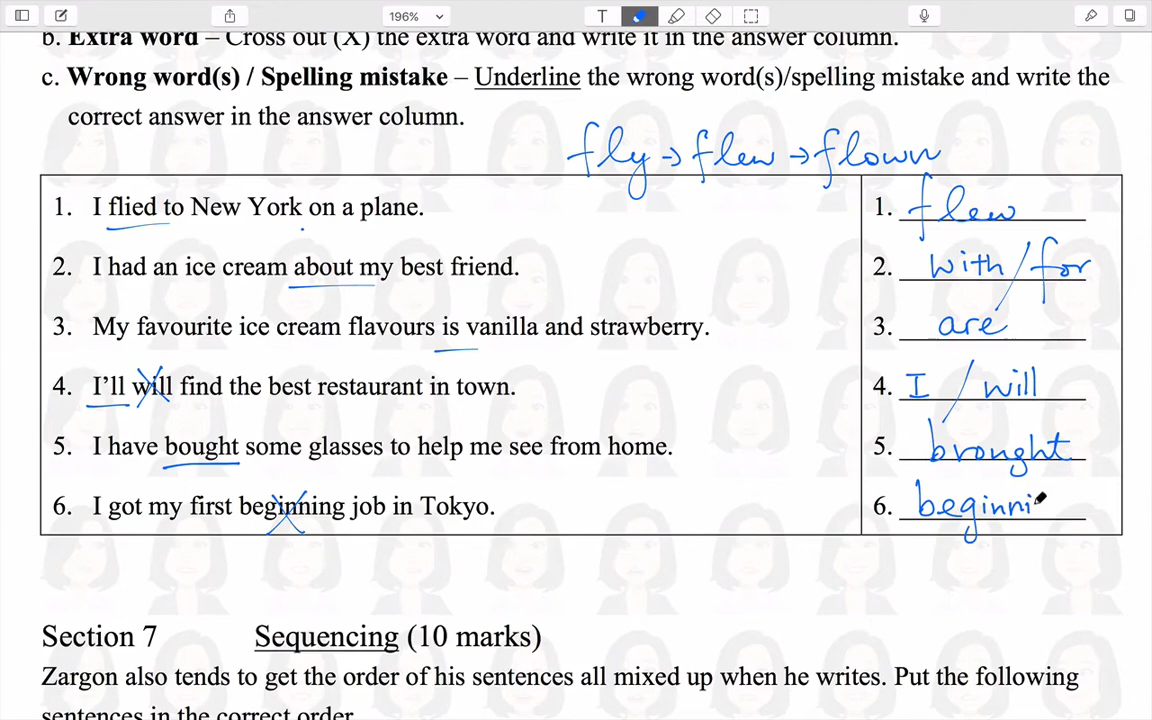 196%
T
b. Extra word – Cross out (X) the extra word and write it in the answer column.
c. Wrong word(s) / Spelling mistake – Underline the wrong word(s)/spelling mistake and write the
correct answer in the answer column.
fly → flew → flown
1. I flied to New York on a plane. 1. flew
2. I had an ice cream about my best friend. 2. with/for
3. My favourite ice cream flavours is vanilla and strawberry. 3. are
4. I'll will find the best restaurant in town. 4. I / will
5. I have bought some glasses to help me see from home. 5. brought
6. I got my first beginning job in Tokyo. 6. beginni
Section 7 Sequencing (10 marks)
Zargon also tends to get the order of his sentences all mixed up when he writes. Put the following
sentences in the correct order